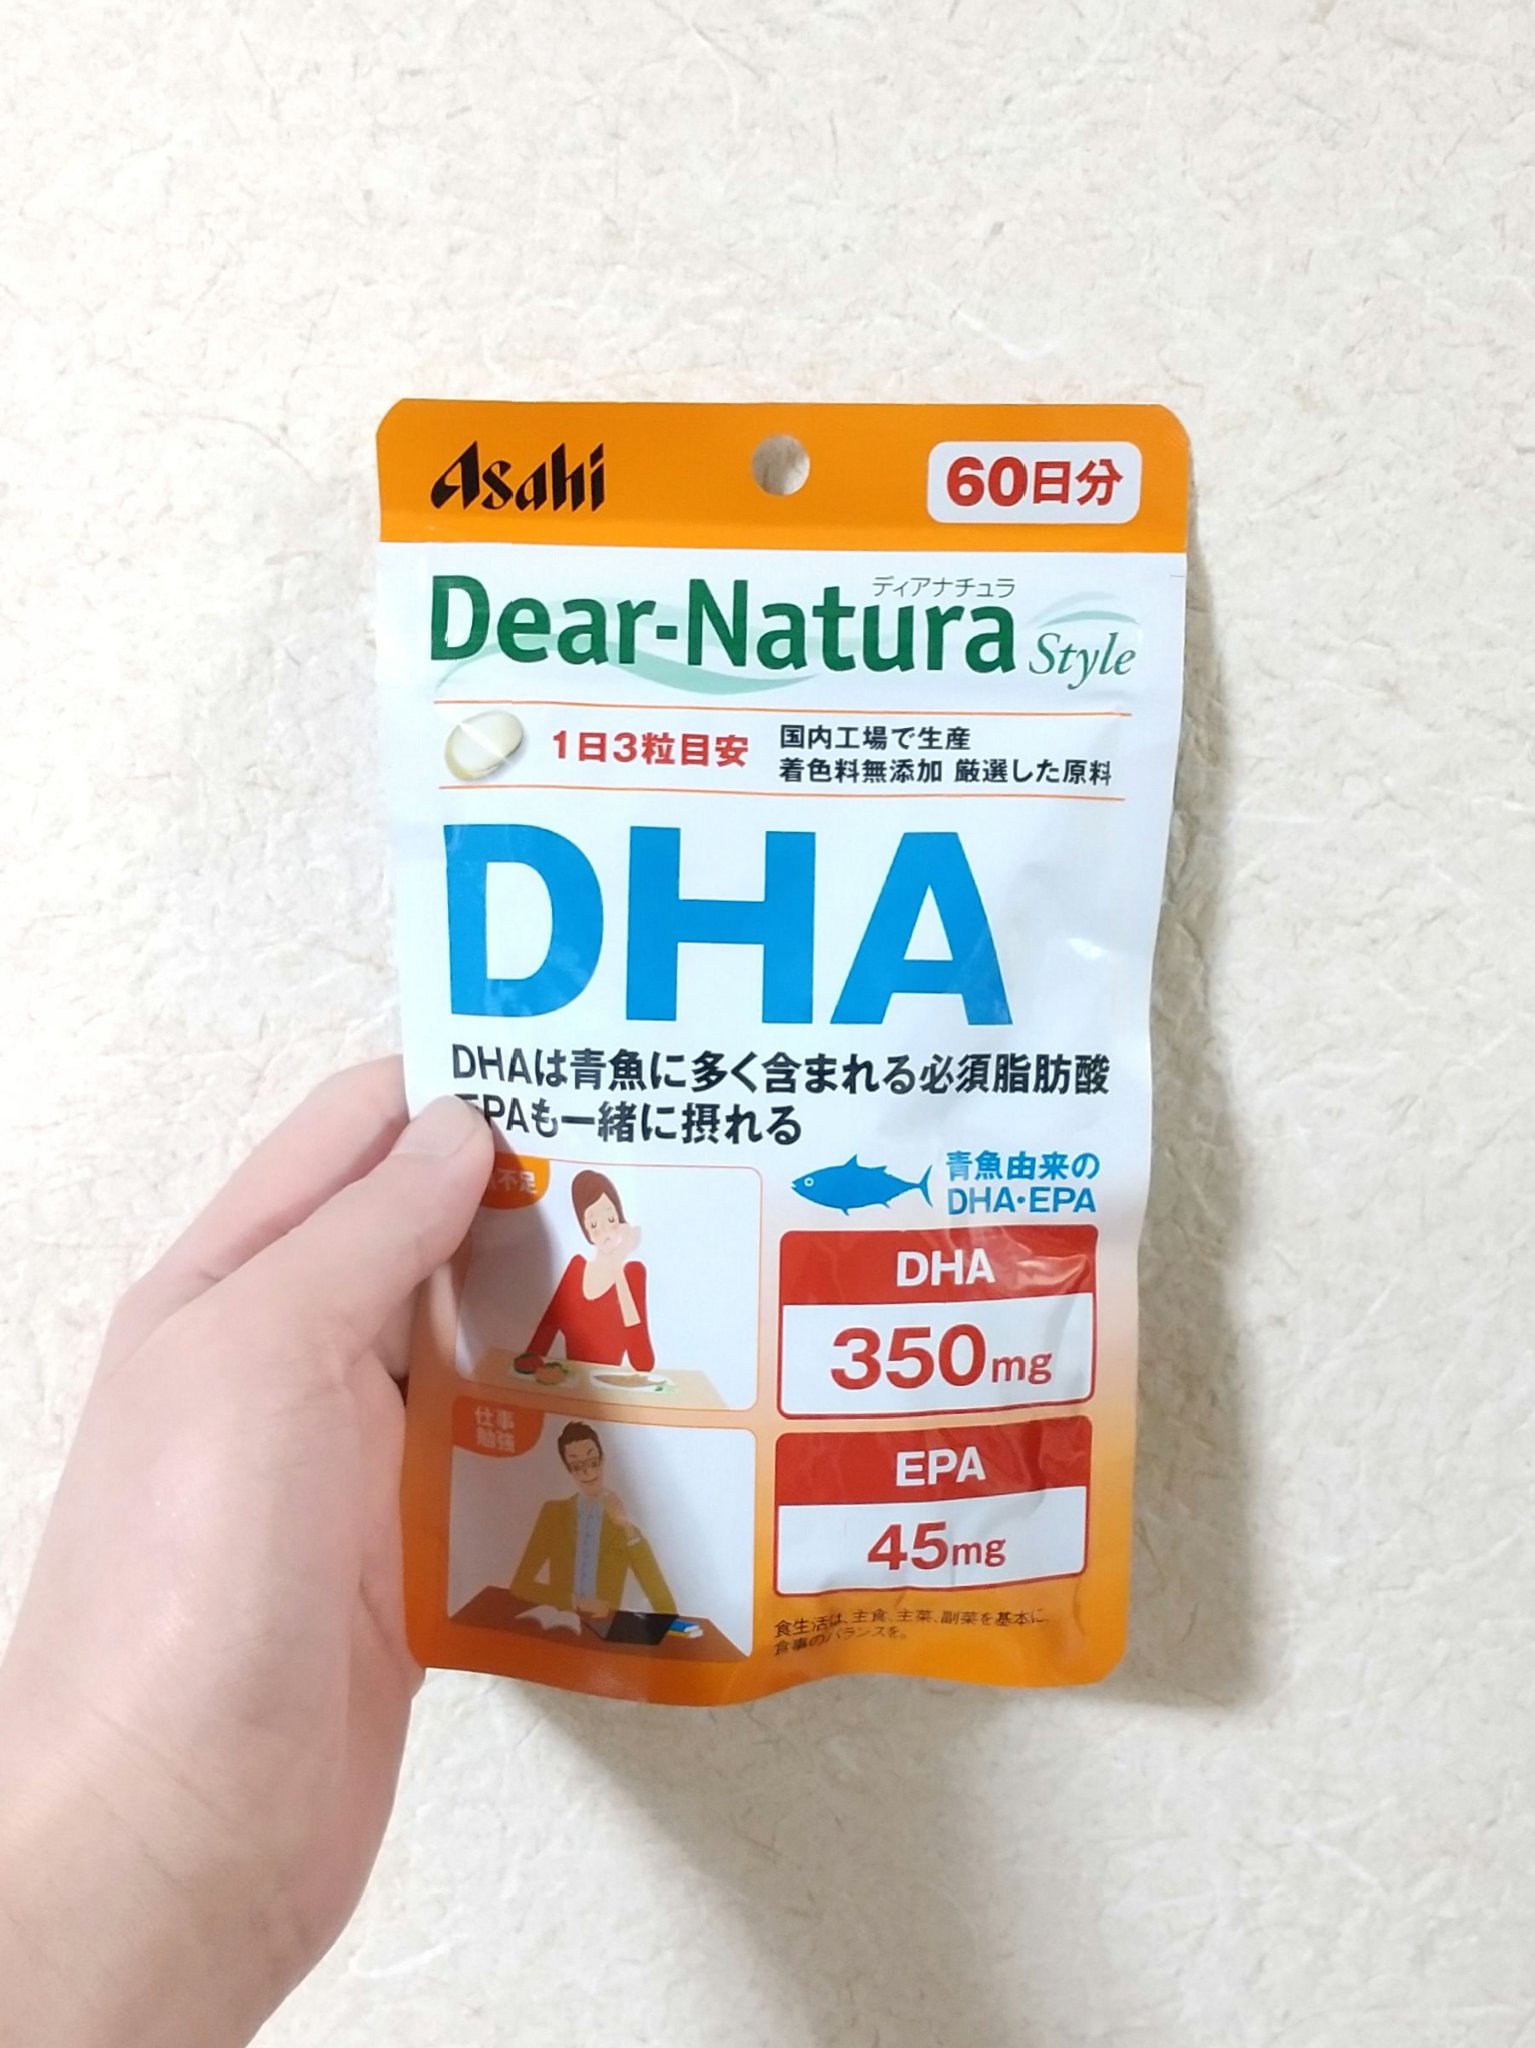 Asahi
60日分
ディアナチュラ
Dear-Natura Style
1日3粒目安
国内工場で生産
着色料無添加 厳選した原料
DHA
DHAは青魚に多く含まれる必須脂肪酸
EPAも一緒に摂れる
不足
仕事
勉強
青魚由来の
DHA・EPA
DHA
350mg
EPA
45mg
食生活は、主食、主菜、副菜を基本に、
食事のバランスを。